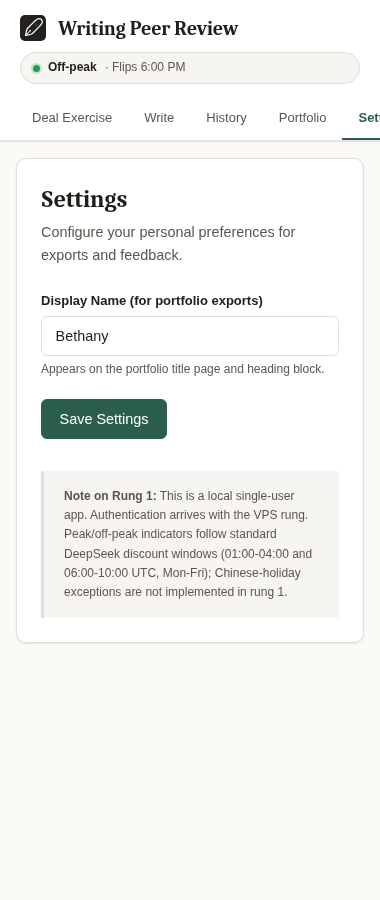 Writing Peer Review
Off-peak · Flips 6:00 PM
Deal Exercise Write History Portfolio
Settings
Configure your personal preferences for
exports and feedback.
Display Name (for portfolio exports)
Bethany
Appears on the portfolio title page and heading block.
Save Settings
Note on Rung 1: This is a local single-user
app. Authentication arrives with the VPS rung.
Peak/off-peak indicators follow standard
DeepSeek discount windows (01:00-04:00 and
06:00-10:00 UTC, Mon-Fri); Chinese-holiday
exceptions are not implemented in rung 1.